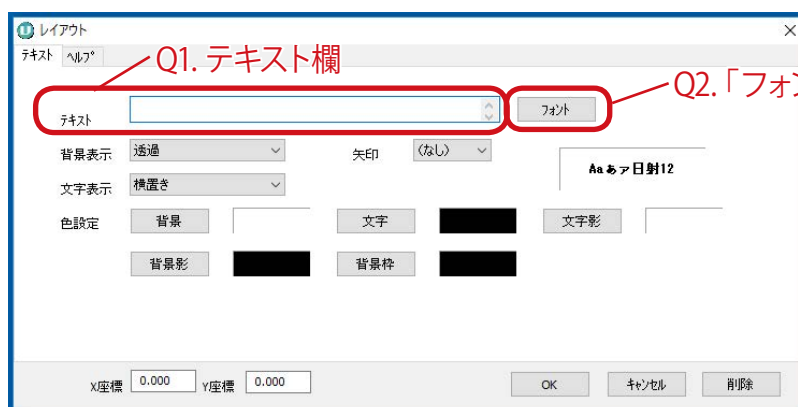 レイアウト
テキスト ヘルプ
Q1. テキスト欄
Q2.「フォン
テキスト
フォント
背景表示 透過 矢印 (なし)
Aaあァ日射12
文字表示 横置き
色設定 背景 文字 文字影
背景影 背景枠
X座標 0.000 Y座標 0.000 OK キャンセル 削除